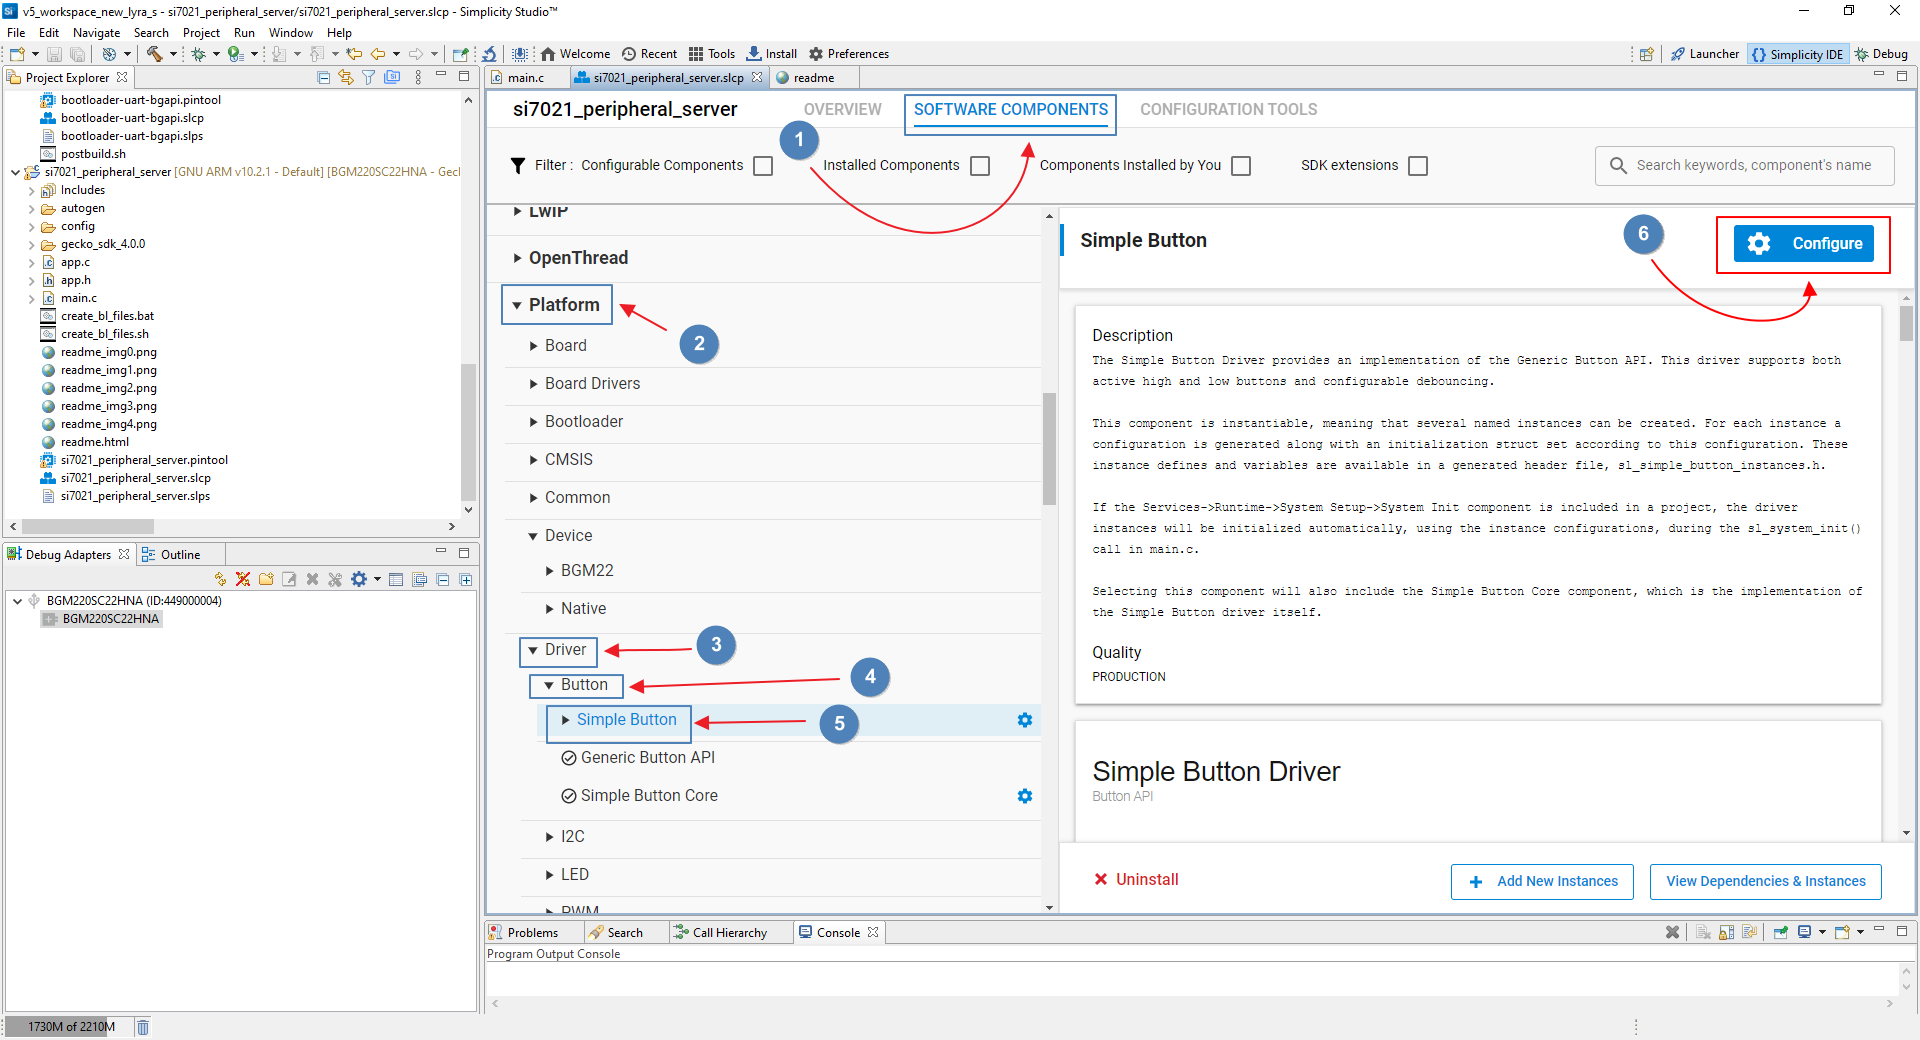 v5_workspace_new_lyra_s - si7021_peripheral_server/si7021_peripheral_server.slcp - Simplicity Studio™
File Edit Navigate Search Project Run Window Help
Welcome Recent Tools Install Preferences Launcher Simplicity IDE Debug
Project Explorer
bootloader-uart-bgapi.pintool
bootloader-uart-bgapi.slcp
bootloader-uart-bgapi.slps
postbuild.sh
si7021_peripheral_server [GNU ARM v10.2.1 - Default] [BGM220SC22HNA - Gecl
Includes
autogen
config
gecko_sdk_4.0.0
app.c
app.h
main.c
create_bl_files.bat
create_bl_files.sh
readme_img0.png
readme_img1.png
readme_img2.png
readme_img3.png
readme_img4.png
readme.html
si7021_peripheral_server.pintool
si7021_peripheral_server.slcp
si7021_peripheral_server.slps
Debug Adapters Outline
BGM220SC22HNA (ID:449000004)
BGM220SC22HNA
1730M of 2210M
main.c si7021_peripheral_server.slcp readme
si7021_peripheral_server OVERVIEW SOFTWARE COMPONENTS CONFIGURATION TOOLS
1
Filter : Configurable Components Installed Components Components Installed by You SDK extensions Search keywords, component's name
LwIP
OpenThread
Platform
2
Board
Board Drivers
Bootloader
CMSIS
Common
Device
BGM22
Native
Driver
3
Button
4
Simple Button
5
Generic Button API
Simple Button Core
I2C
LED
PWM
Simple Button
6
Configure
Description
The Simple Button Driver provides an implementation of the Generic Button API. This driver supports both
active high and low buttons and configurable debouncing.
This component is instantiable, meaning that several named instances can be created. For each instance a
configuration is generated along with an initialization struct set according to this configuration. These
instance defines and variables are available in a generated header file, sl_simple_button_instances.h.
If the Services->Runtime->System Setup->System Init component is included in a project, the driver
instances will be initialized automatically, using the instance configurations, during the sl_system_init()
call in main.c.
Selecting this component will also include the Simple Button Core component, which is the implementation of
the Simple Button driver itself.
Quality
PRODUCTION
Simple Button Driver
Button API
Uninstall Add New Instances View Dependencies & Instances
Problems Search Call Hierarchy Console
Program Output Console